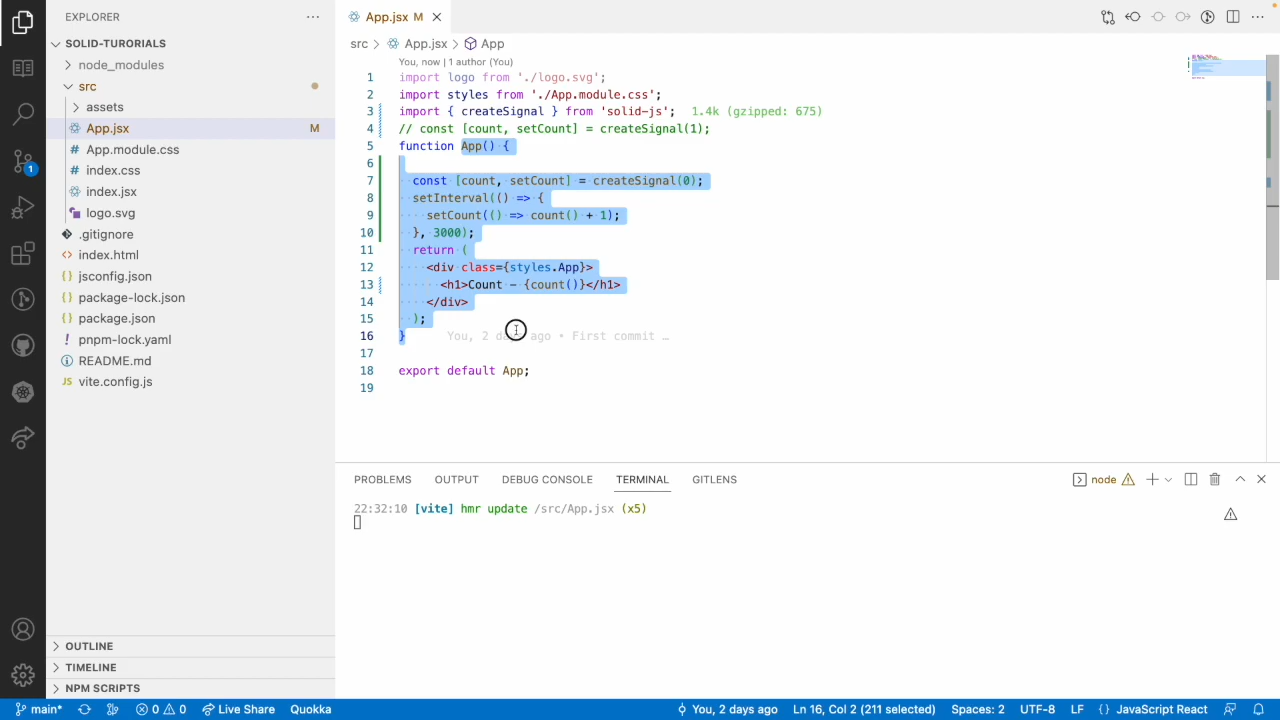 EXPLORER
SOLID-TURORIALS
node_modules
src
assets
App.jsx M
App.module.css
index.css
index.jsx
logo.svg
.gitignore
index.html
jsconfig.json
package-lock.json
package.json
pnpm-lock.yaml
README.md
vite.config.js
OUTLINE
TIMELINE
NPM SCRIPTS
App.jsx M
src > App.jsx > App
You, now | 1 author (You)
1 import logo from './logo.svg';
2 import styles from './App.module.css';
3 import { createSignal } from 'solid-js'; 1.4k (gzipped: 675)
4 // const [count, setCount] = createSignal(1);
5 function App() {
6
7 const [count, setCount] = createSignal(0);
8 setInterval(() => {
9 setCount(() => count() + 1);
10 }, 3000);
11 return (
12 <div class={styles.App}>
13 <h1>Count - {count()}</h1>
14 </div>
15 );
16 } You, 2 days ago • First commit …
17
18 export default App;
19
PROBLEMS OUTPUT DEBUG CONSOLE TERMINAL GITLENS
node
22:32:10 [vite] hmr update /src/App.jsx (x5)
1
main* 0 0 Live Share Quokka You, 2 days ago Ln 16, Col 2 (211 selected) Spaces: 2 UTF-8 LF {} JavaScript React